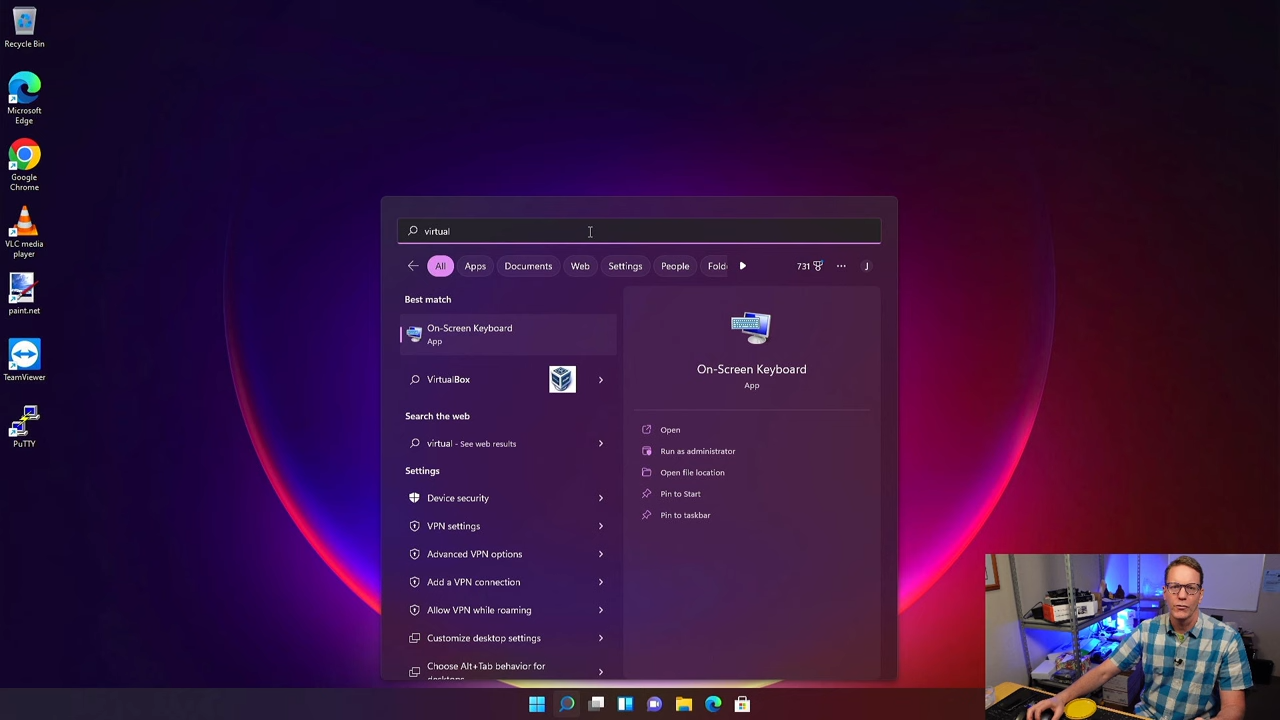 Recycle Bin
Microsoft
Edge
Google
Chrome
VLC media
player
paint.net
TeamViewer
PuTTY
virtual
All
Apps
Documents
Web
Settings
People
Fold
731
J
Best match
On-Screen Keyboard
App
VirtualBox
Search the web
virtual - See web results
Settings
Device security
VPN settings
Advanced VPN options
Add a VPN connection
Allow VPN while roaming
Customize desktop settings
Choose Alt+Tab behavior for
desktops
On-Screen Keyboard
App
Open
Run as administrator
Open file location
Pin to Start
Pin to taskbar